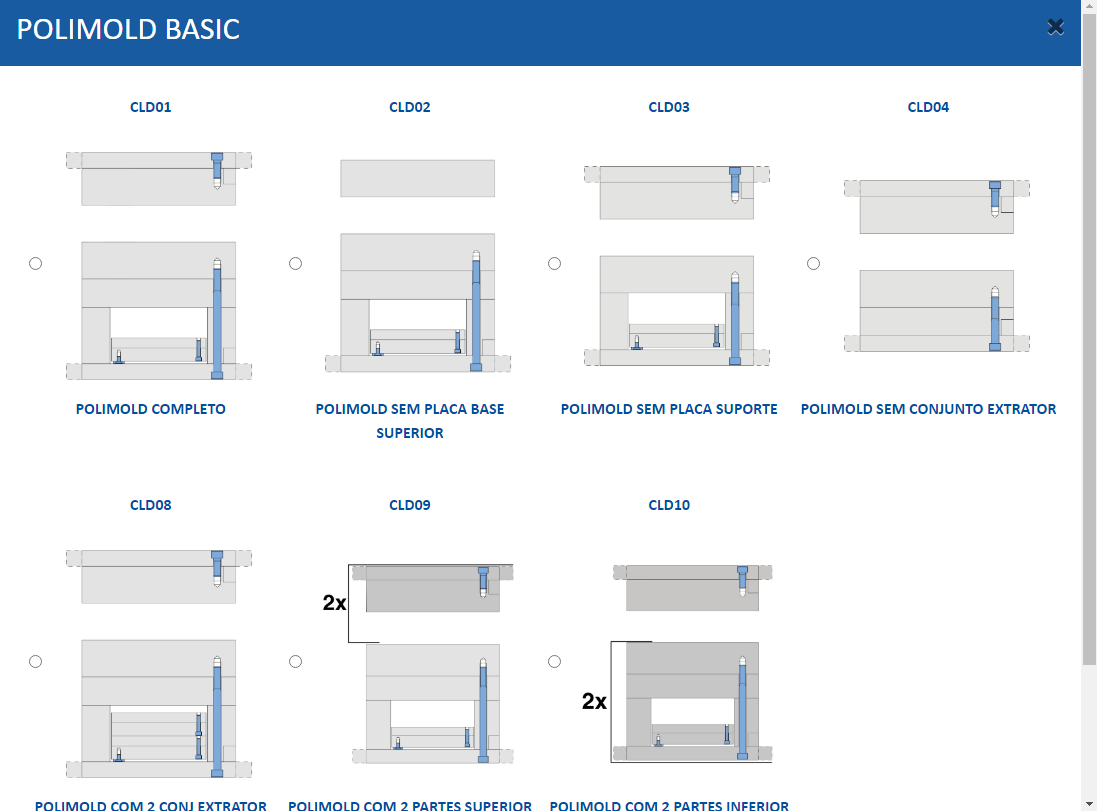 POLIMOLD BASIC
CLD01
CLD02
CLD03
CLD04
POLIMOLD COMPLETO
POLIMOLD SEM PLACA BASE
SUPERIOR
POLIMOLD SEM PLACA SUPORTE
POLIMOLD SEM CONJUNTO EXTRATOR
CLD08
CLD09
CLD10
2x
2x
POLIMOLD COM 2 CONJ EXTRATOR
POLIMOLD COM 2 PARTES SUPERIOR
POLIMOLD COM 2 PARTES INFERIOR